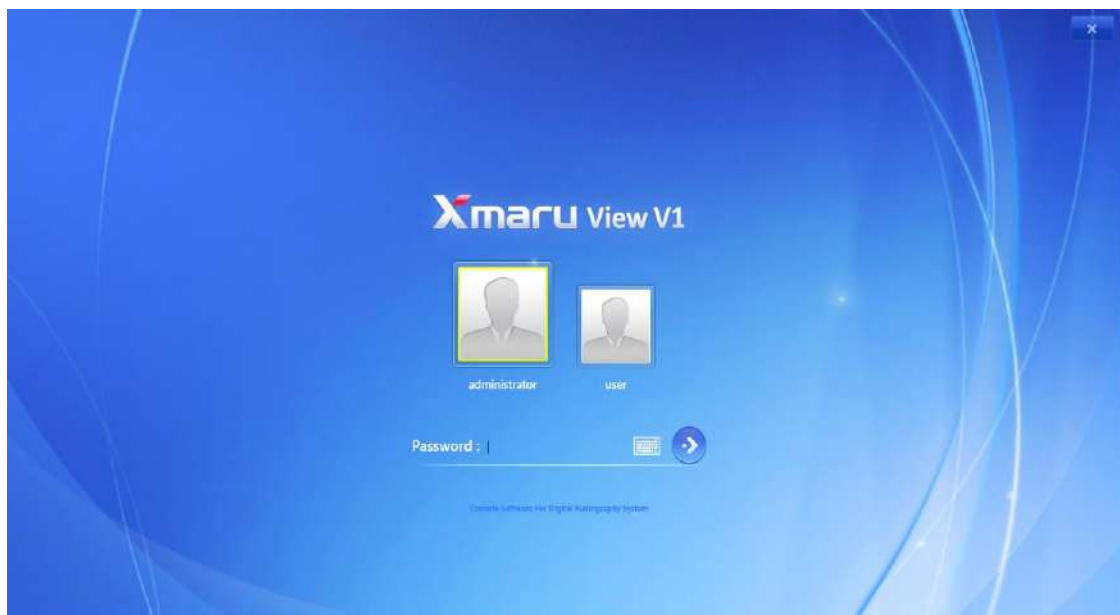 Xmaru View V1
administrator user
Password :
Console Software For Digital Radiography System